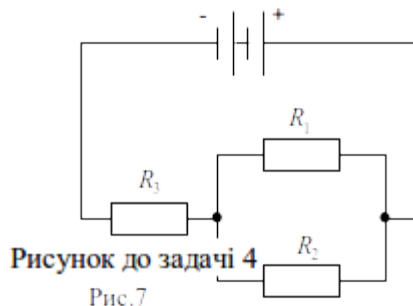 - +
R₁
R₃
Рисунок до задачі 4
R₂
Рис.7